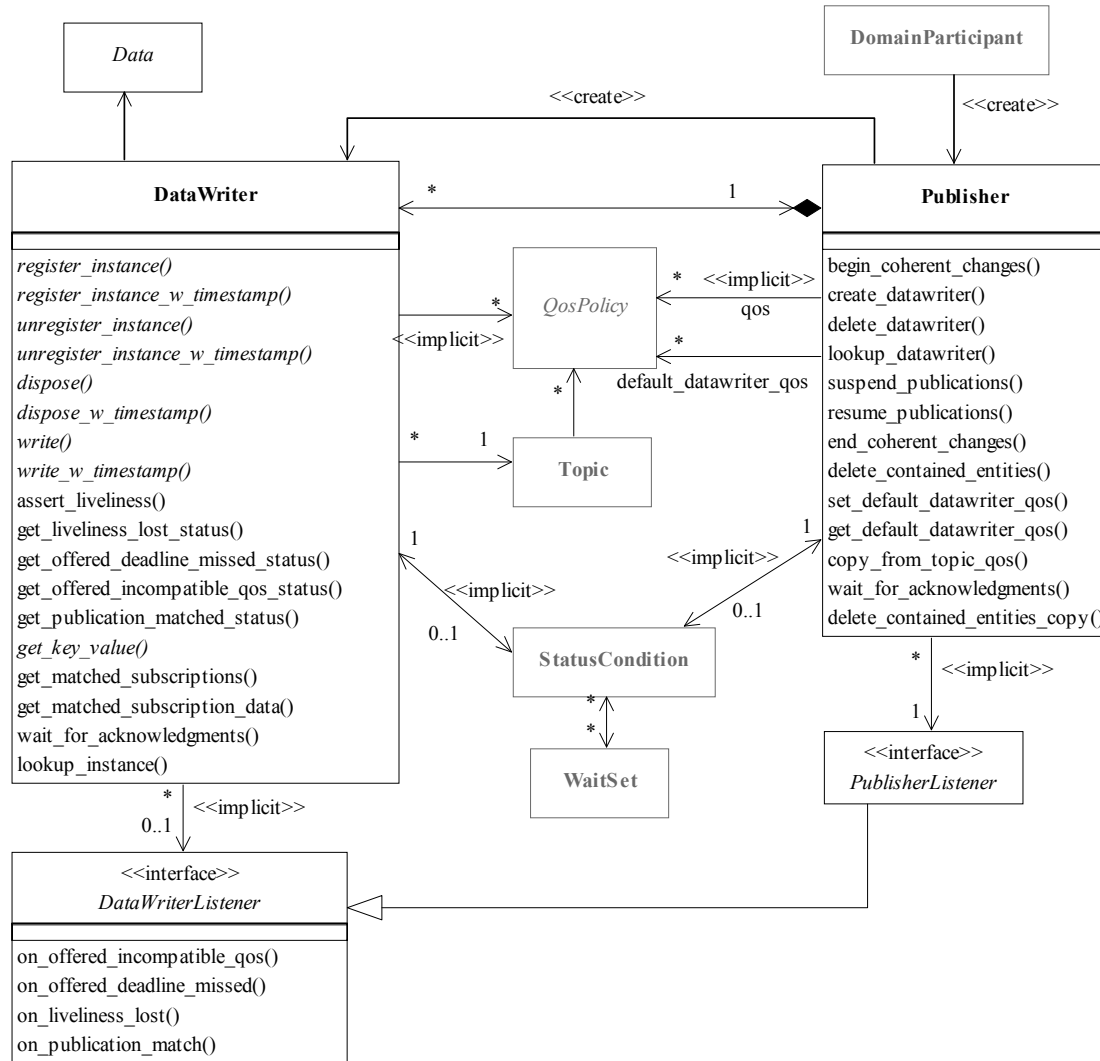 Data
DomainParticipant
<<create>>
<<create>>
DataWriter
*
1
Publisher
register_instance()
register_instance_w_timestamp()
unregister_instance()
unregister_instance_w_timestamp()
dispose()
dispose_w_timestamp()
write()
write_w_timestamp()
assert_liveliness()
get_liveliness_lost_status()
get_offered_deadline_missed_status()
get_offered_incompatible_qos_status()
get_publication_matched_status()
get_key_value()
get_matched_subscriptions()
get_matched_subscription_data()
wait_for_acknowledgments()
lookup_instance()
*
<<implicit>>
QosPolicy
*
<<implicit>>
qos
*
default_datawriter_qos
*
*
1
Topic
begin_coherent_changes()
create_datawriter()
delete_datawriter()
lookup_datawriter()
suspend_publications()
resume_publications()
end_coherent_changes()
delete_contained_entities()
set_default_datawriter_qos()
get_default_datawriter_qos()
copy_from_topic_qos()
wait_for_acknowledgments()
delete_contained_entities_copy()
1
<<implicit>>
0..1
1
<<implicit>>
0..1
StatusCondition
*
*
WaitSet
*
<<implicit>>
1
<<interface>>
PublisherListener
*
<<implicit>>
0..1
<<interface>>
DataWriterListener
on_offered_incompatible_qos()
on_offered_deadline_missed()
on_liveliness_lost()
on_publication_match()